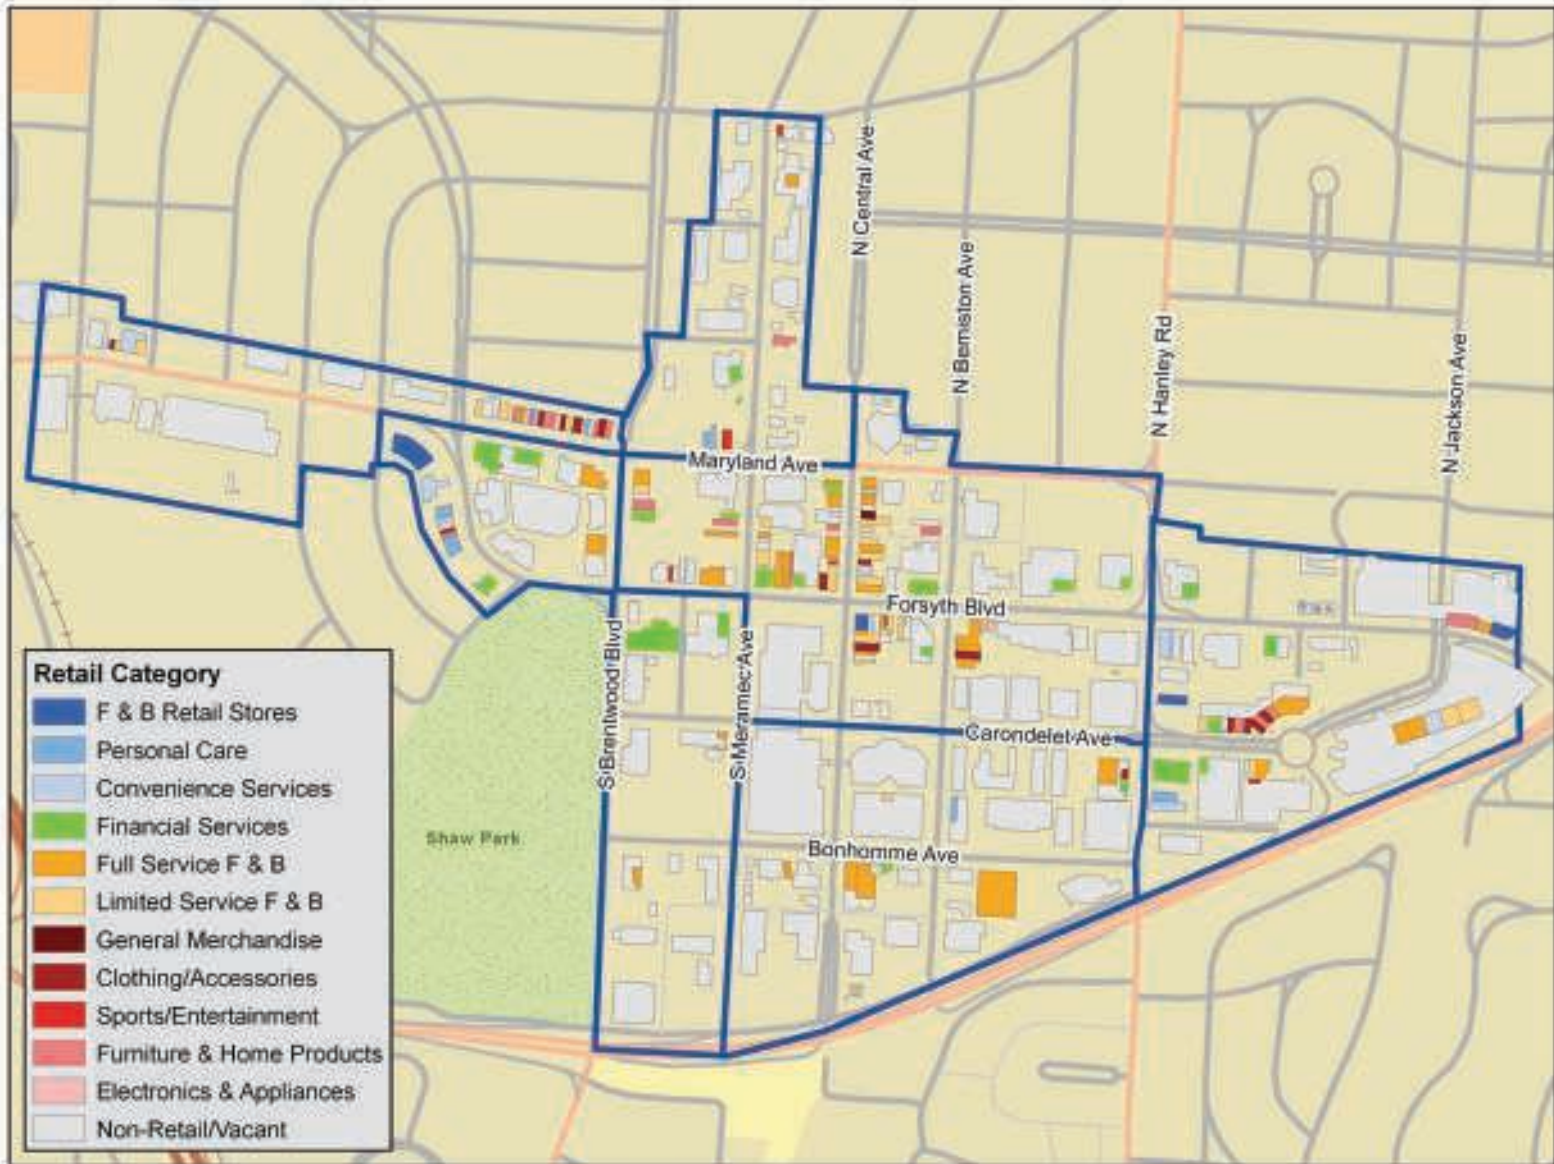 N Central Ave
N Bemiston Ave
N Hanley Rd
N Jackson Ave
Maryland Ave
Forsyth Blvd
S Brentwood Blvd
S Meramec Ave
Carondelet Ave
Bonhomme Ave
Shaw Park
Retail Category
F & B Retail Stores
Personal Care
Convenience Services
Financial Services
Full Service F & B
Limited Service F & B
General Merchandise
Clothing/Accessories
Sports/Entertainment
Furniture & Home Products
Electronics & Appliances
Non-Retail/Vacant